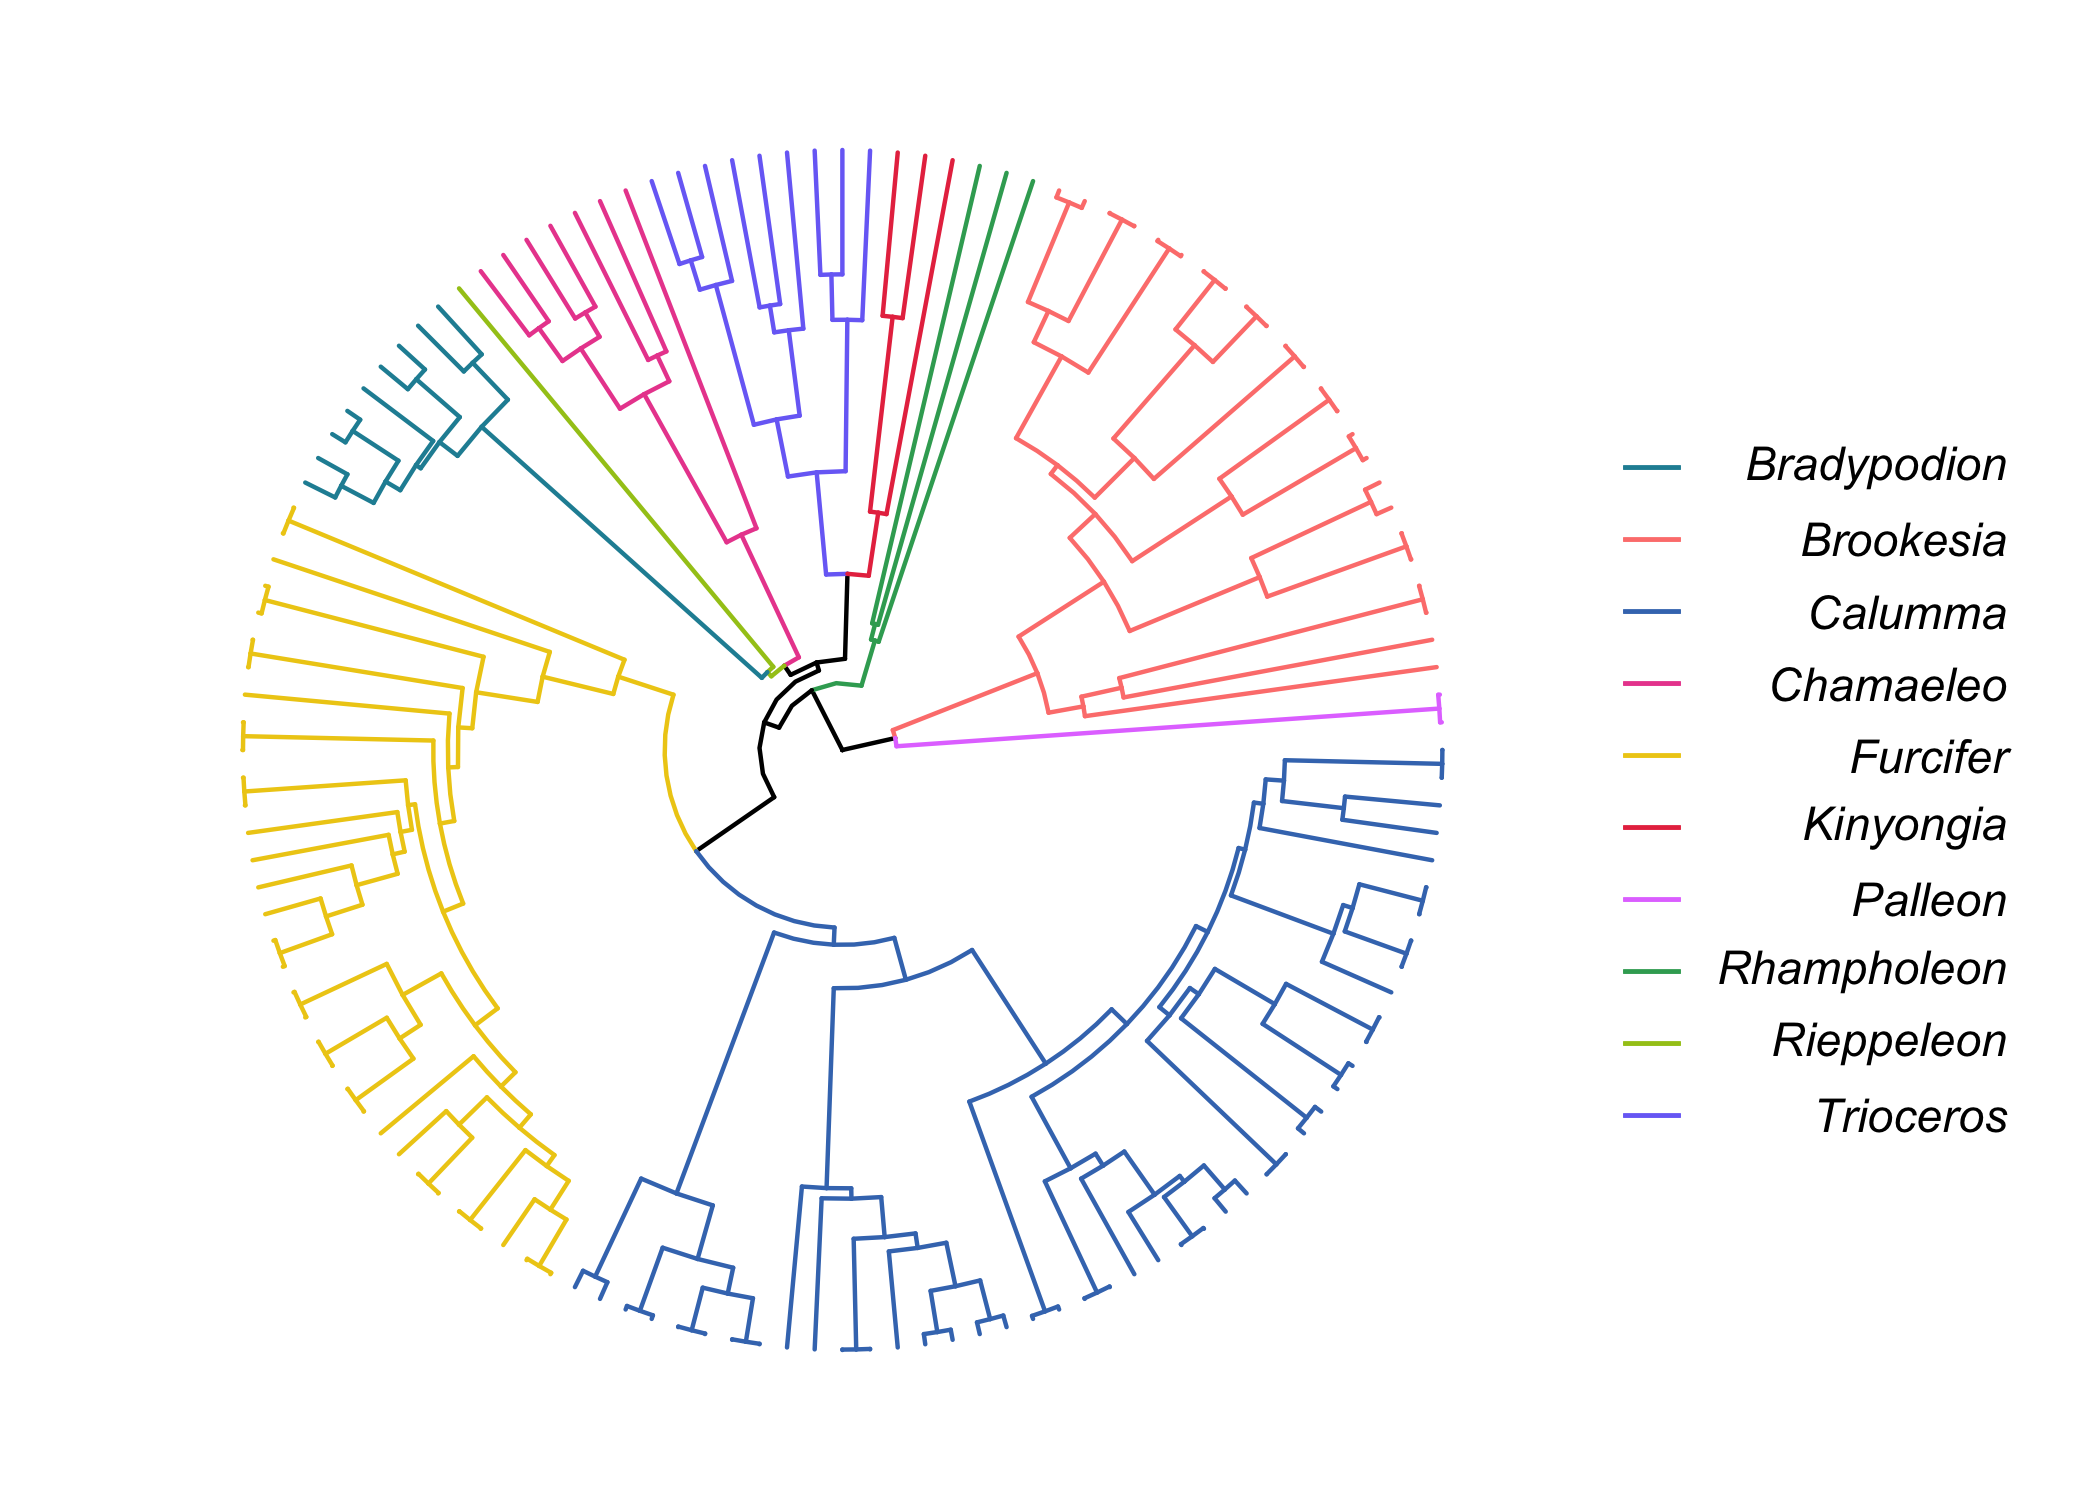 Bradypodion
Brookesia
Calumma
Chamaeleo
Furcifer
Kinyongia
Palleon
Rhampholeon
Rieppeleon
Trioceros